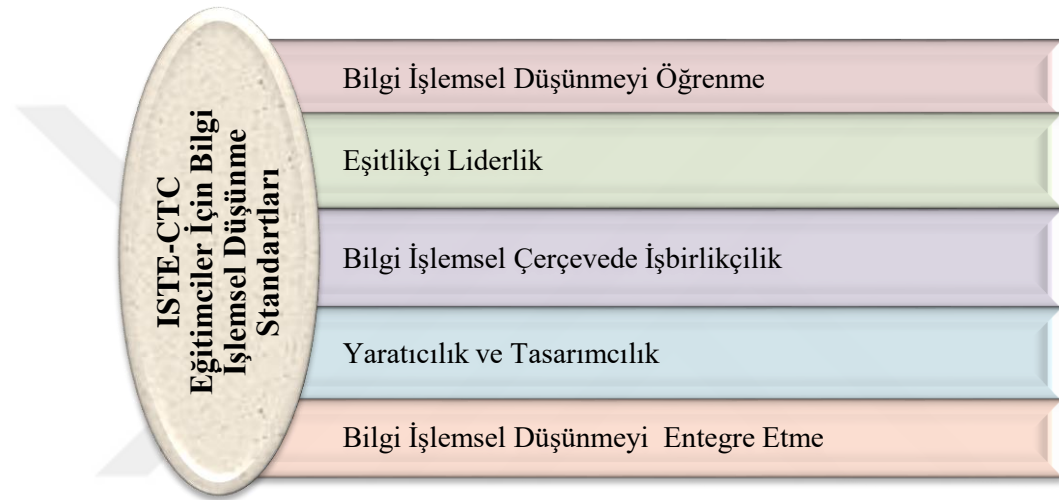 ISTE-CTC
Eğitimciler İçin Bilgi
İşlemsel Düşünme
Standartları
Bilgi İşlemsel Düşünmeyi Öğrenme
Eşitlikçi Liderlik
Bilgi İşlemsel Çerçevede İşbirlikçilik
Yaratıcılık ve Tasarımcılık
Bilgi İşlemsel Düşünmeyi  Entegre Etme